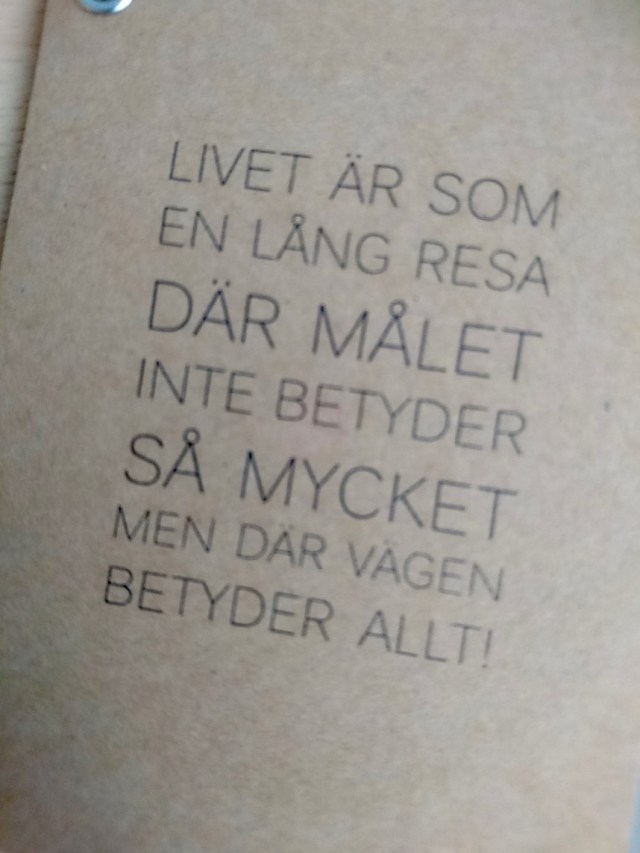 LIVET ÄR SOM
EN LÅNG RESA
DÄR MÅLET
INTE BETYDER
SÅ MYCKET
MEN DÄR VÄGEN
BETYDER ALLT!